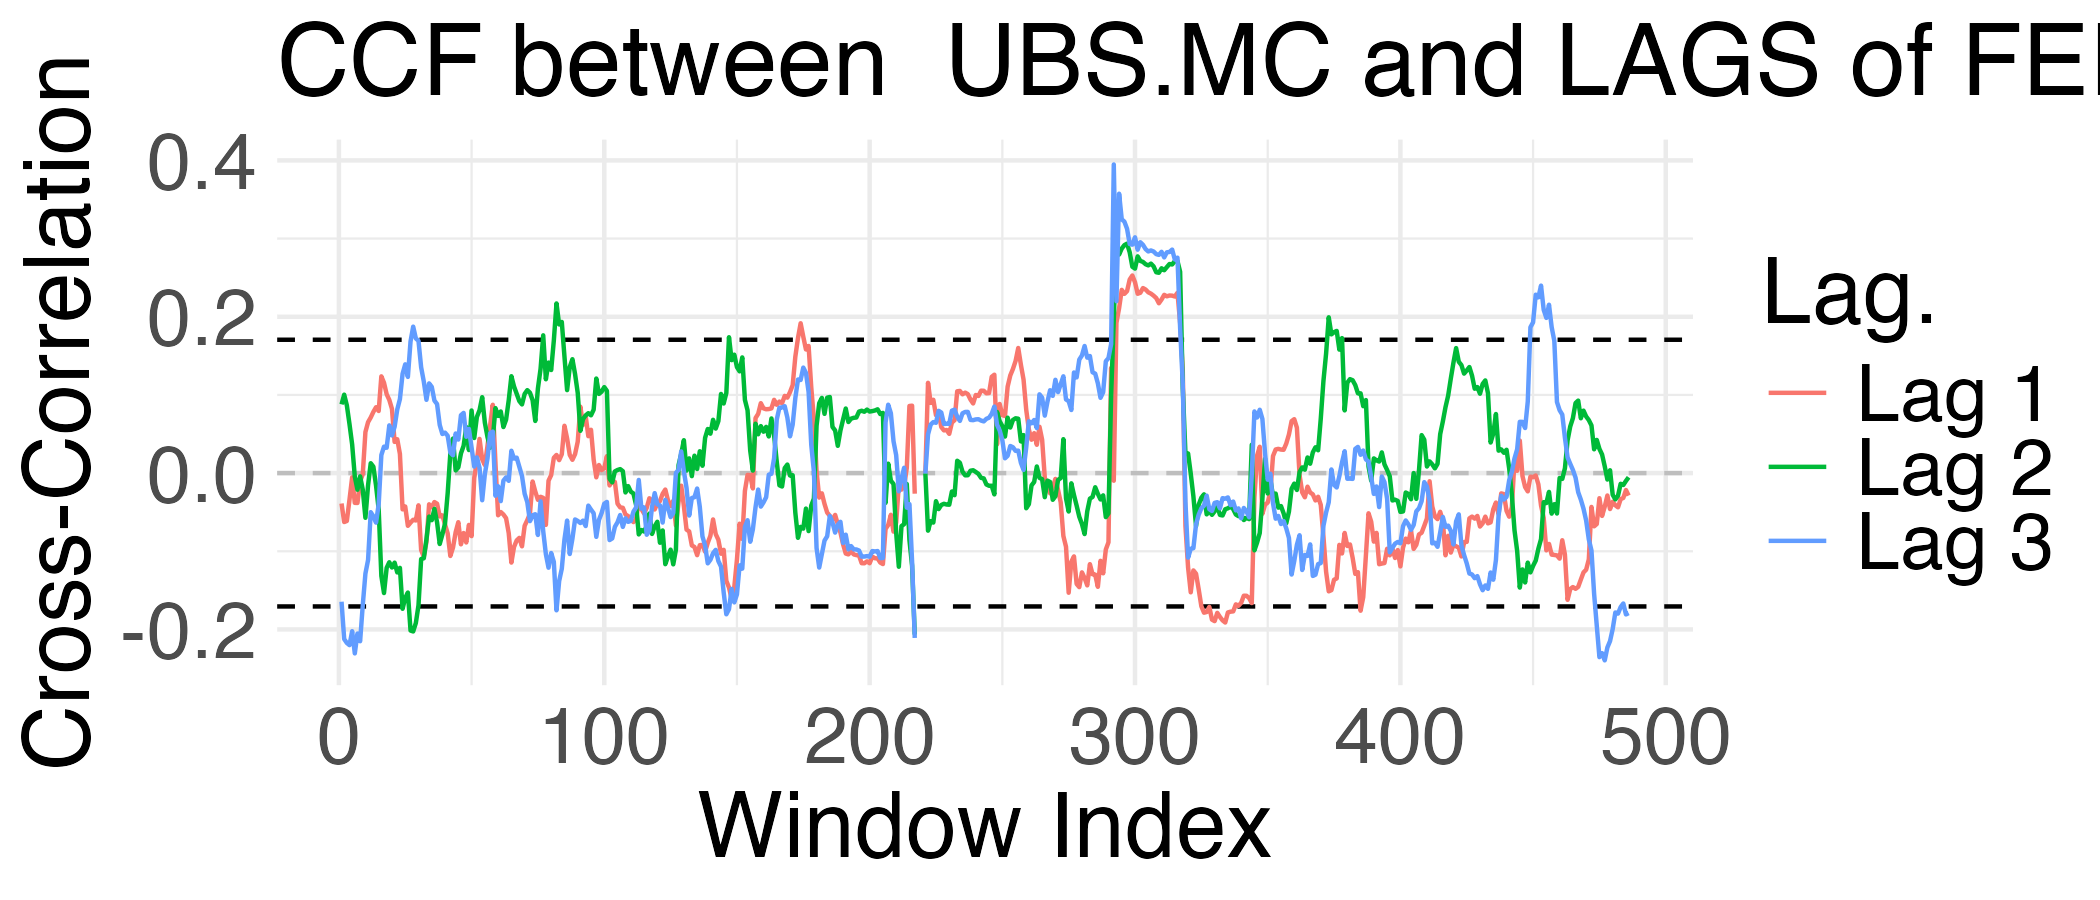 CCF between UBS.MC and LAGS of FE
Cross-Correlation
0.4
0.2
0.0
-0.2
0 100 200 300 400 500
Window Index
Lag.
Lag 1
Lag 2
Lag 3